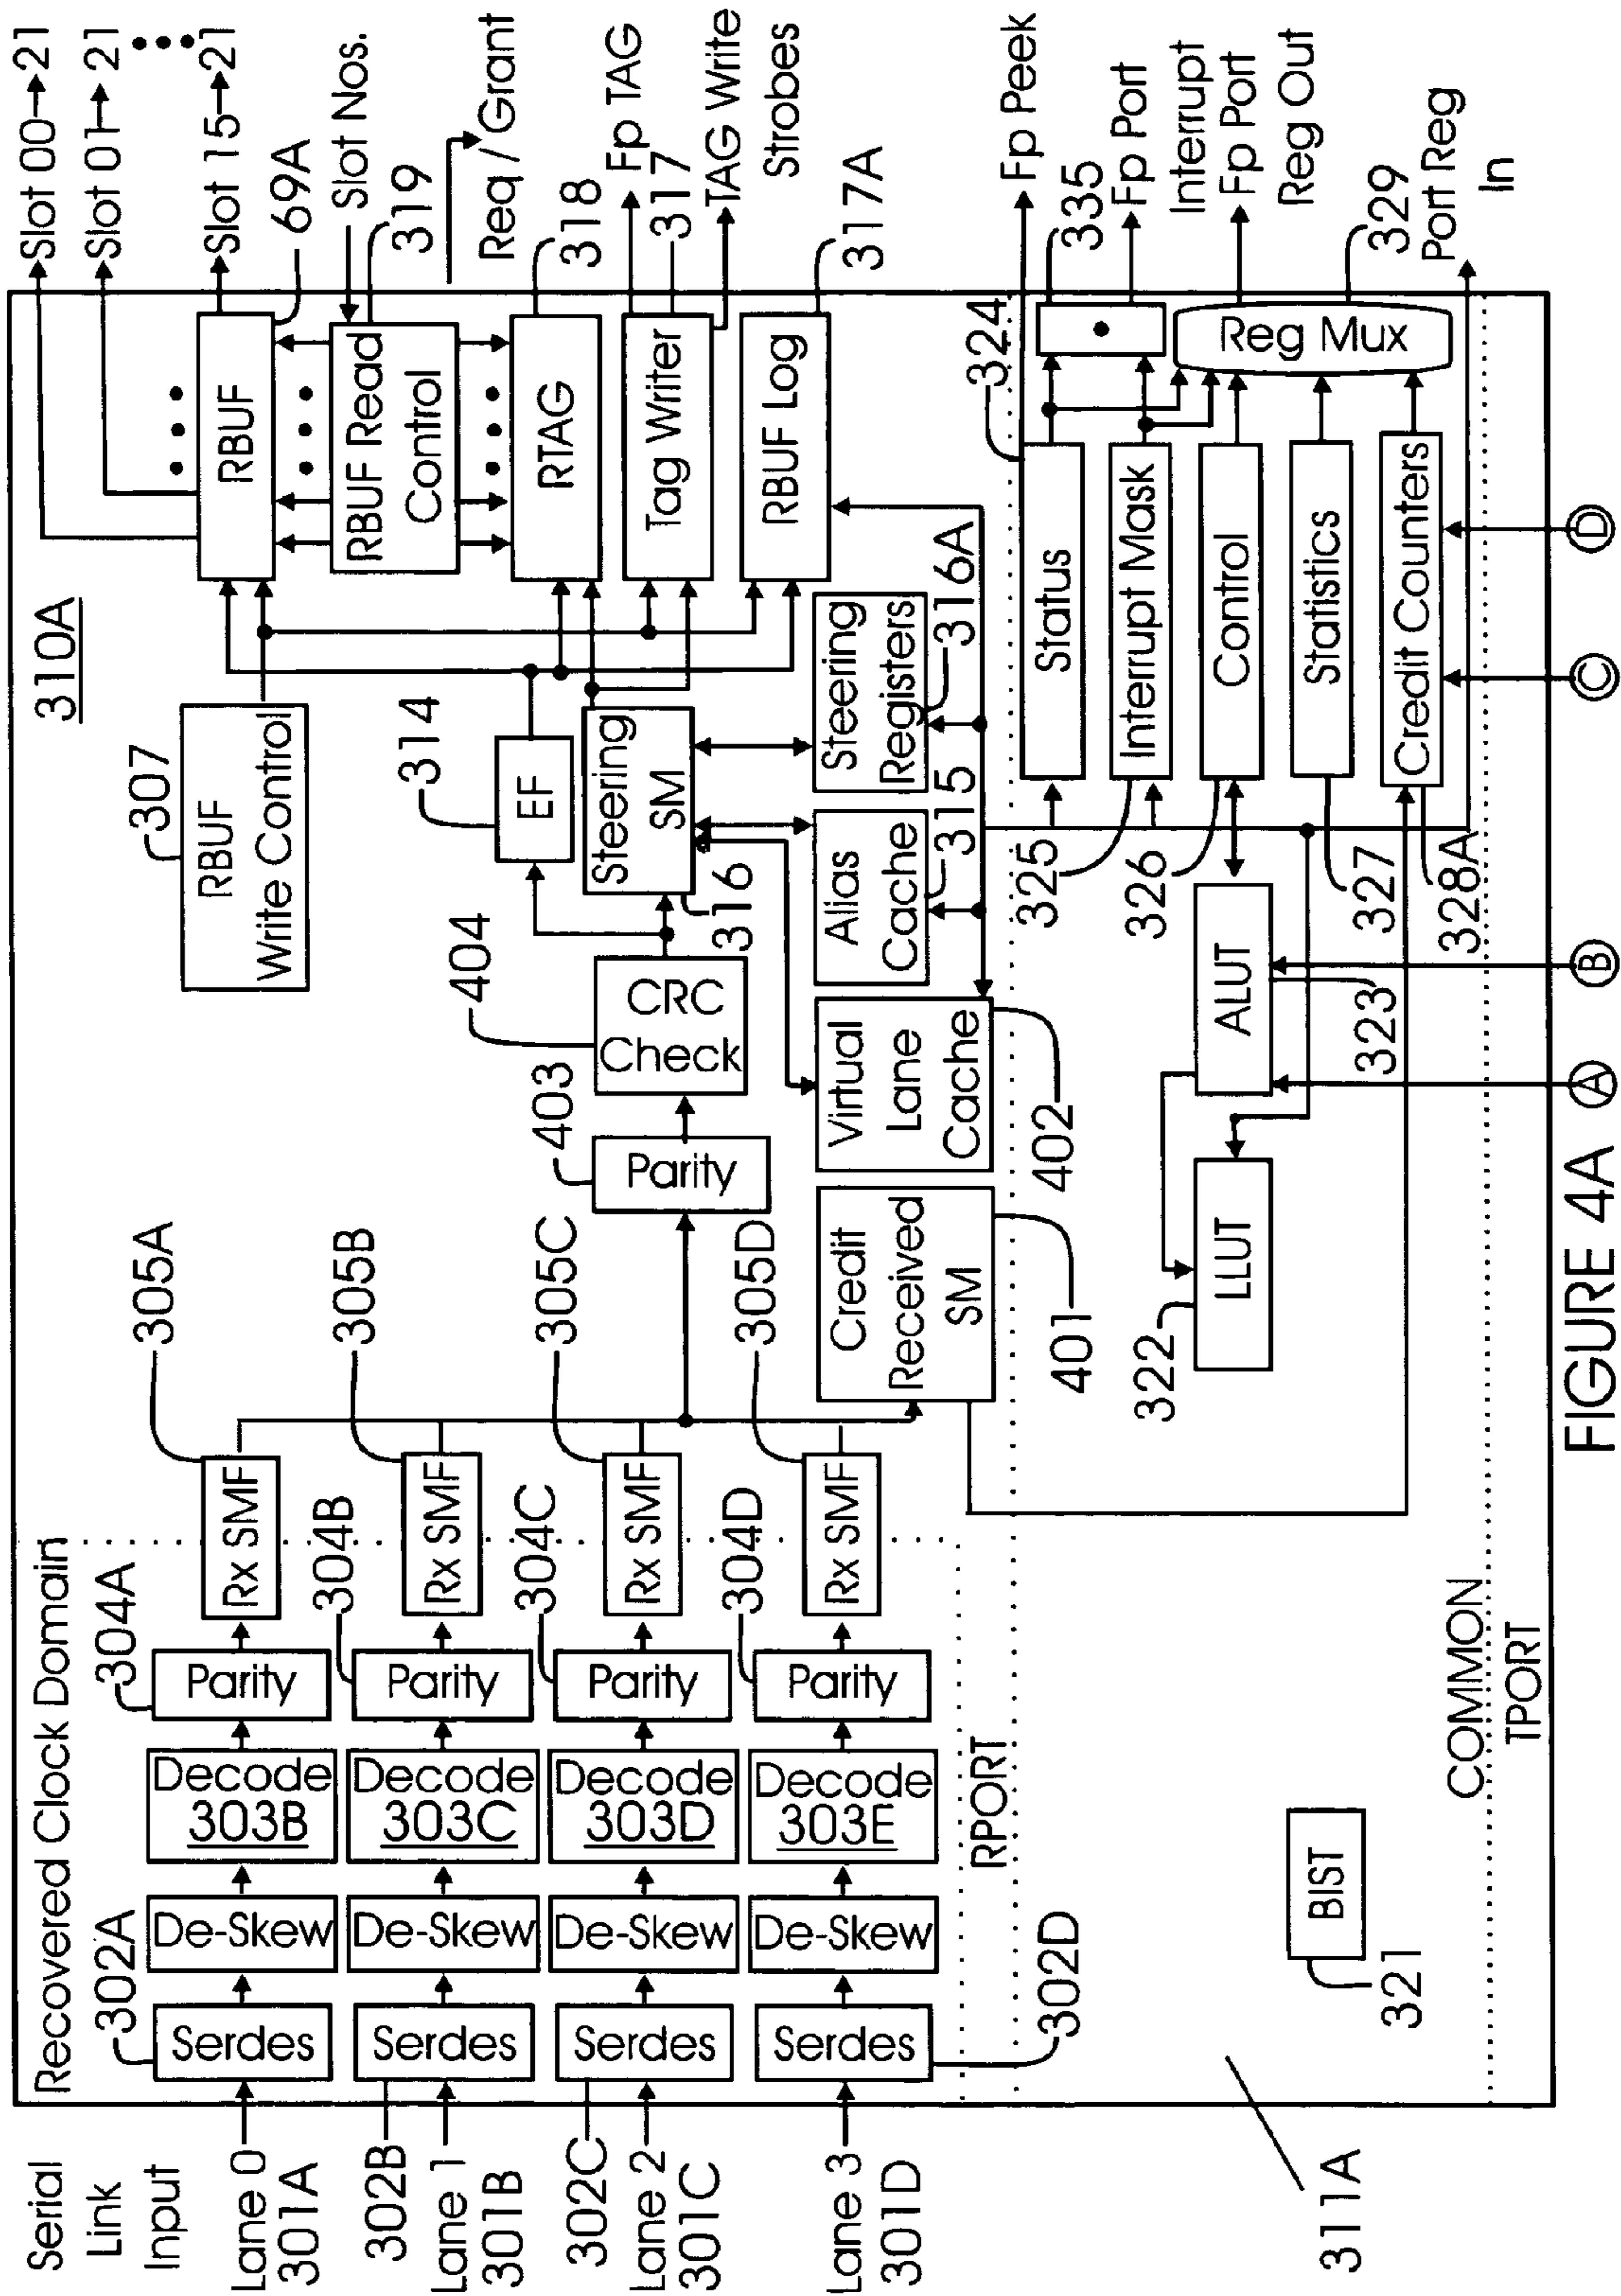 310A
Serial
Link
Input
Recovered Clock Domain
Lane 0
301A
302A
Serdes
De-Skew
Decode
303B
304A
Parity
Rx SMF
305A
302B
Lane 1
301B
Serdes
De-Skew
Decode
303C
304B
Parity
Rx SMF
305B
302C
Lane 2
301C
Serdes
De-Skew
Decode
303D
304C
Parity
Rx SMF
305C
Lane 3
301D
302D
Serdes
De-Skew
Decode
303E
304D
Parity
Rx SMF
305D
RPORT
403
Parity
404
CRC
Check
307
RBUF
Write Control
314
EF
Steering
SM
316
Credit
Received
SM
401
Virtual
Lane
Cache
402
Alias
Cache
315
Steering
Registers
316A
RBUF
69A
Slot 00→21
Slot 01→21
Slot 15→21
RBUF Read
Control
319
Slot Nos.
Req / Grant
RTAG
318
Tag Writer
317
Fp TAG
TAG Write
Strobes
RBUF Log
317A
324
Status
325
Interrupt Mask
326
Control
327
Statistics
328A
Credit Counters
335
Reg Mux
329
Fp Peek
Fp Port
Interrupt
Fp Port
Reg Out
Port Reg
In
322
LLUT
ALUT
323
BIST
321
311A
COMMON
TPORT
A
B
C
D
FIGURE 4A